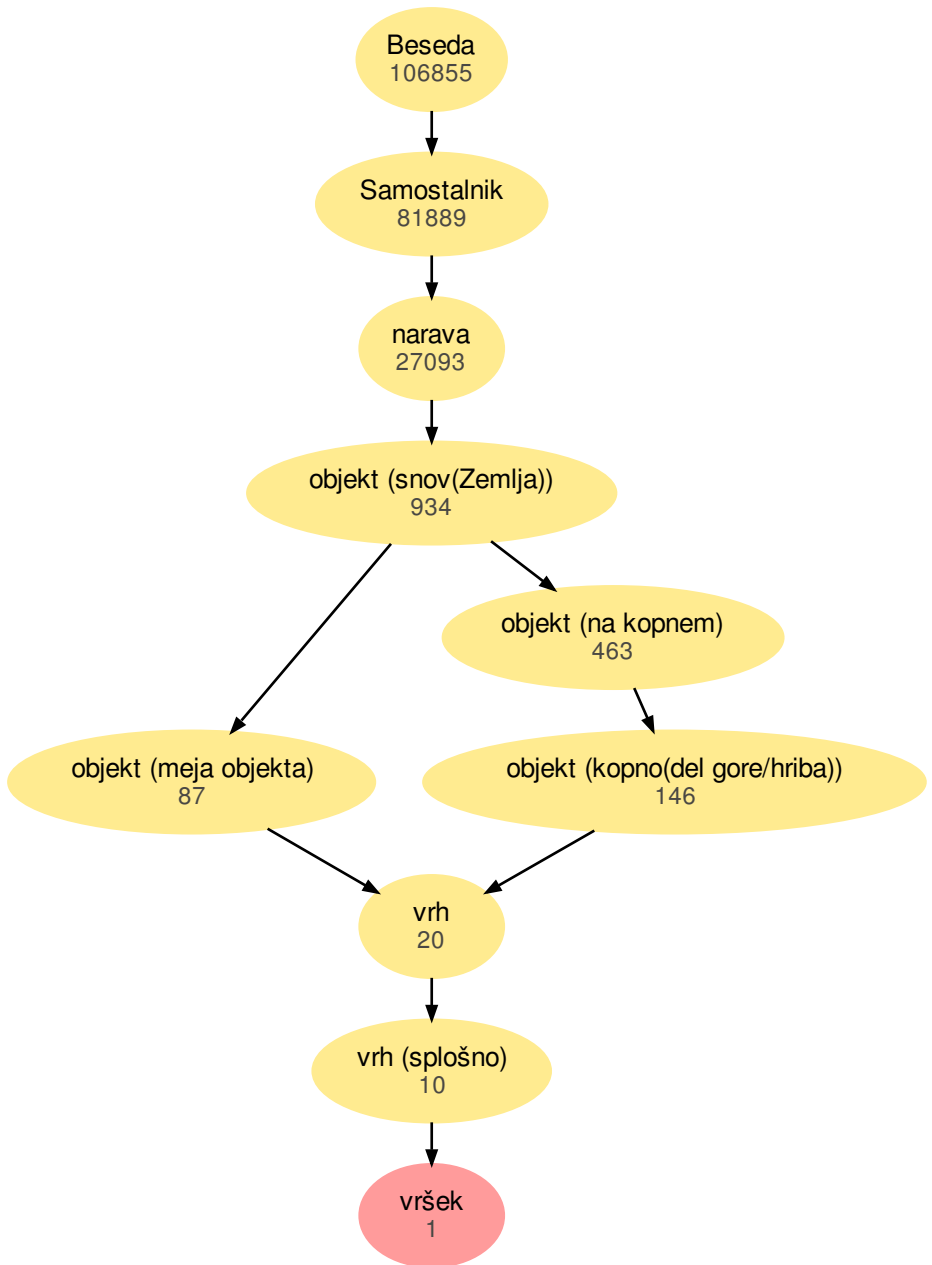 Beseda
106855
Samostalnik
81889
narava
27093
objekt (snov(Zemlja))
934
objekt (na kopnem)
463
objekt (meja objekta)
87
objekt (kopno(del gore/hriba))
146
vrh
20
vrh (splošno)
10
vršek
1